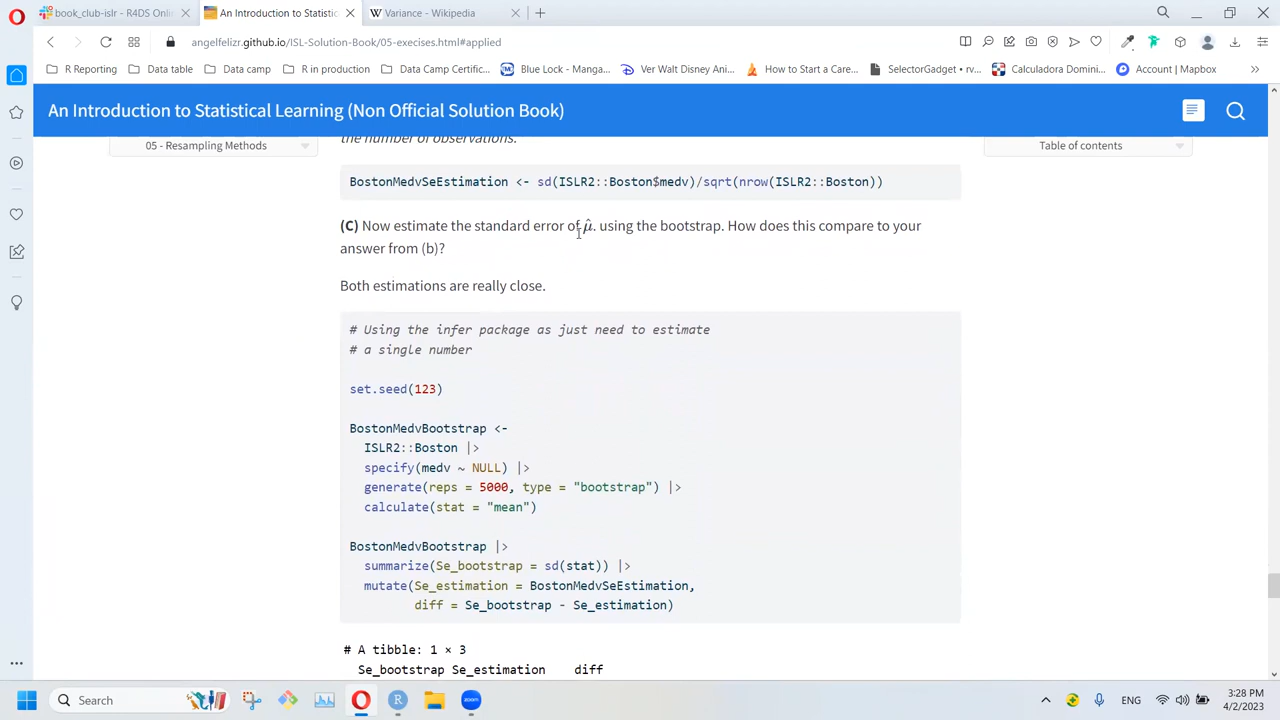 book_club-islr - R4DS Onli
An Introduction to Statistic
Variance - Wikipedia
angelfelizr.github.io/ISL-Solution-Book/05-execises.html#applied
R Reporting
Data table
Data camp
R in production
Data Camp Certific...
Blue Lock - Manga...
Ver Walt Disney Ani...
How to Start a Care...
SelectorGadget • rv...
Calculadora Domini...
Account | Mapbox
An Introduction to Statistical Learning (Non Official Solution Book)
05 - Resampling Methods
Table of contents
the number of observations.
BostonMedvSeEstimation <- sd(ISLR2::Boston$medv)/sqrt(nrow(ISLR2::Boston))
(C) Now estimate the standard error of μ̂. using the bootstrap. How does this compare to your
answer from (b)?
Both estimations are really close.
# Using the infer package as just need to estimate
# a single number
set.seed(123)
BostonMedvBootstrap <-
ISLR2::Boston |>
specify(medv ~ NULL) |>
generate(reps = 5000, type = "bootstrap") |>
calculate(stat = "mean")
BostonMedvBootstrap |>
summarize(Se_bootstrap = sd(stat)) |>
mutate(Se_estimation = BostonMedvSeEstimation,
diff = Se_bootstrap - Se_estimation)
# A tibble: 1 × 3
Se_bootstrap Se_estimation diff
Search
zoom
ENG
3:28 PM
4/2/2023